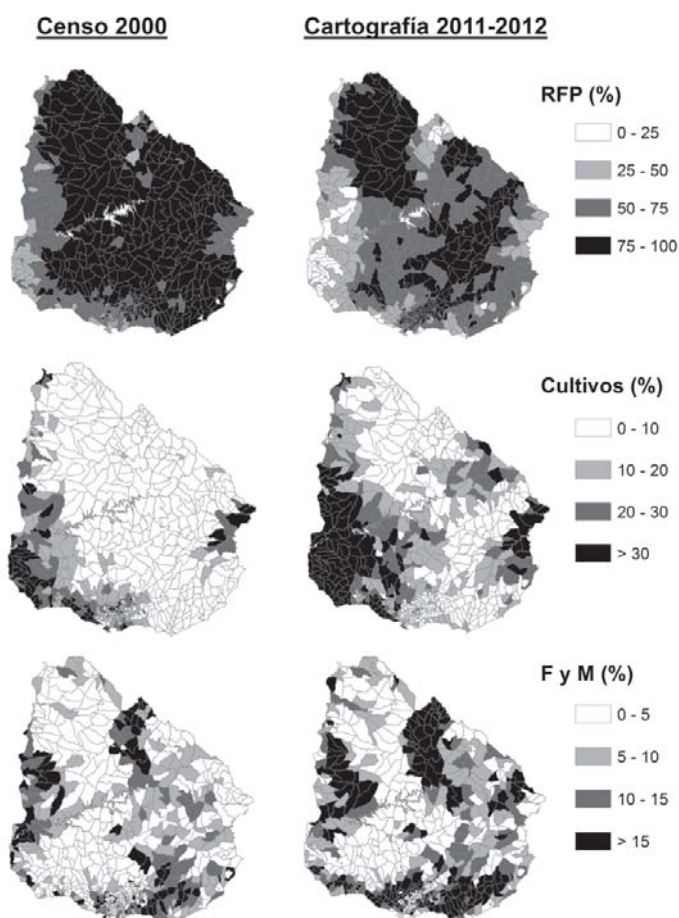 Censo 2000
Cartografía 2011-2012
RFP (%)
0 - 25
25 - 50
50 - 75
75 - 100
Cultivos (%)
0 - 10
10 - 20
20 - 30
> 30
F y M (%)
0 - 5
5 - 10
10 - 15
> 15